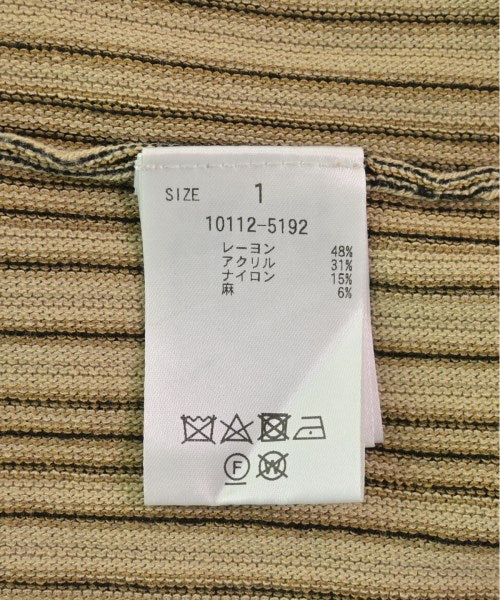 SIZE 1
10112-5192
レーヨン 48%
アクリル 31%
ナイロン 15%
麻 6%
F W